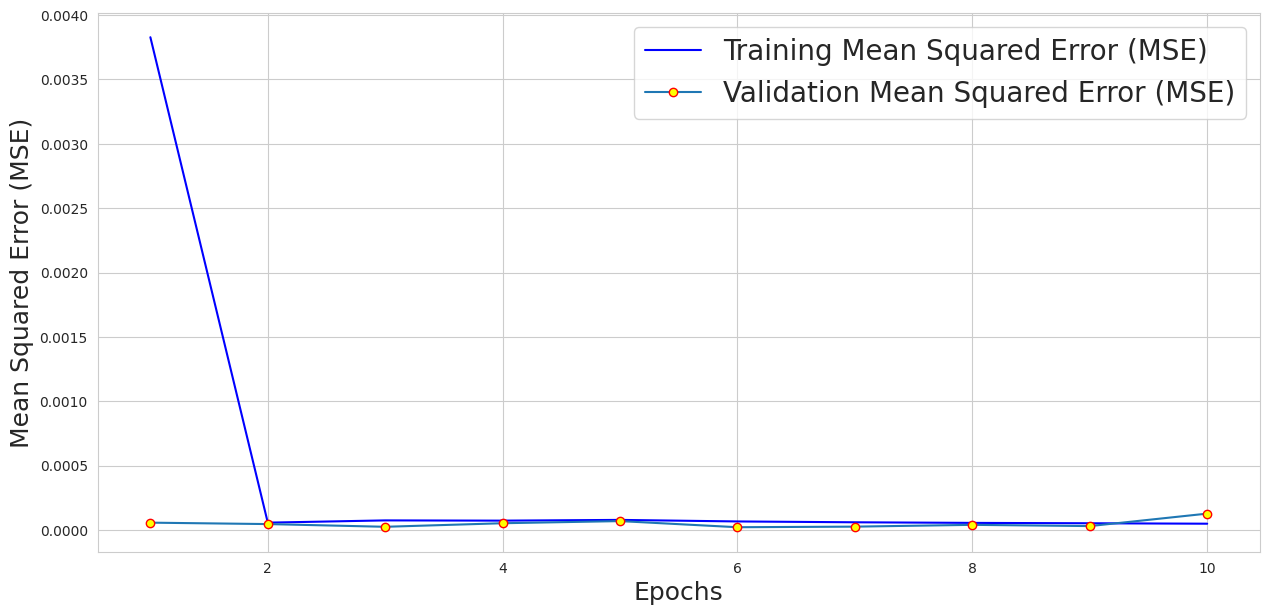 0.0040
0.0035
0.0030
0.0025
0.0020
0.0015
0.0010
0.0005
0.0000
Mean Squared Error (MSE)
Training Mean Squared Error (MSE)
Validation Mean Squared Error (MSE)
2 4 6 8 10
Epochs